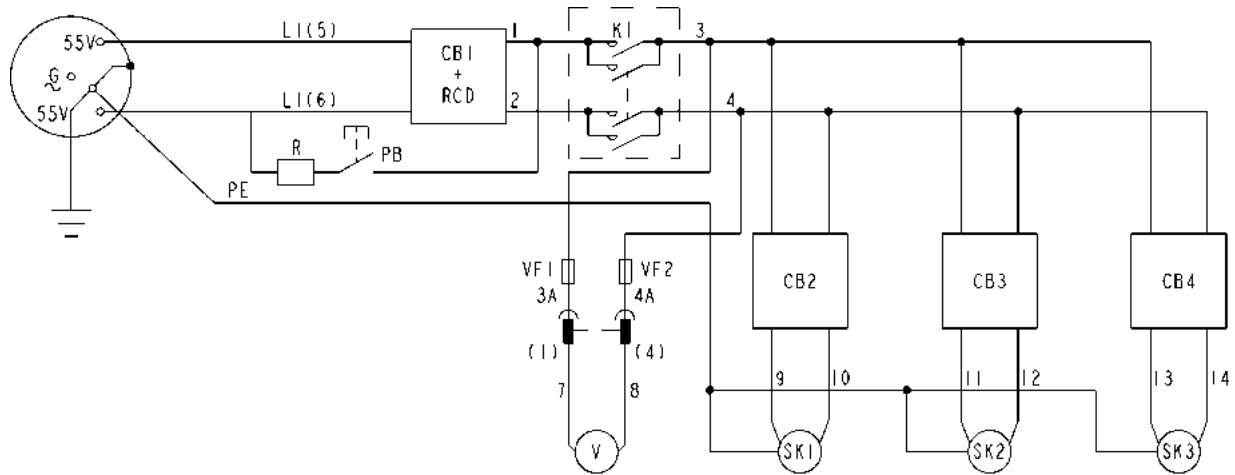 L1(5) 1 K1 3
55V
CB1
+
RCD
G
L1(6) 2 4
55V
R PB
PE
VF1 VF2
3A 4A
CB2 CB3 CB4
(1) (4)
7 8 9 10 11 12 13 14
V SK1 SK2 SK3